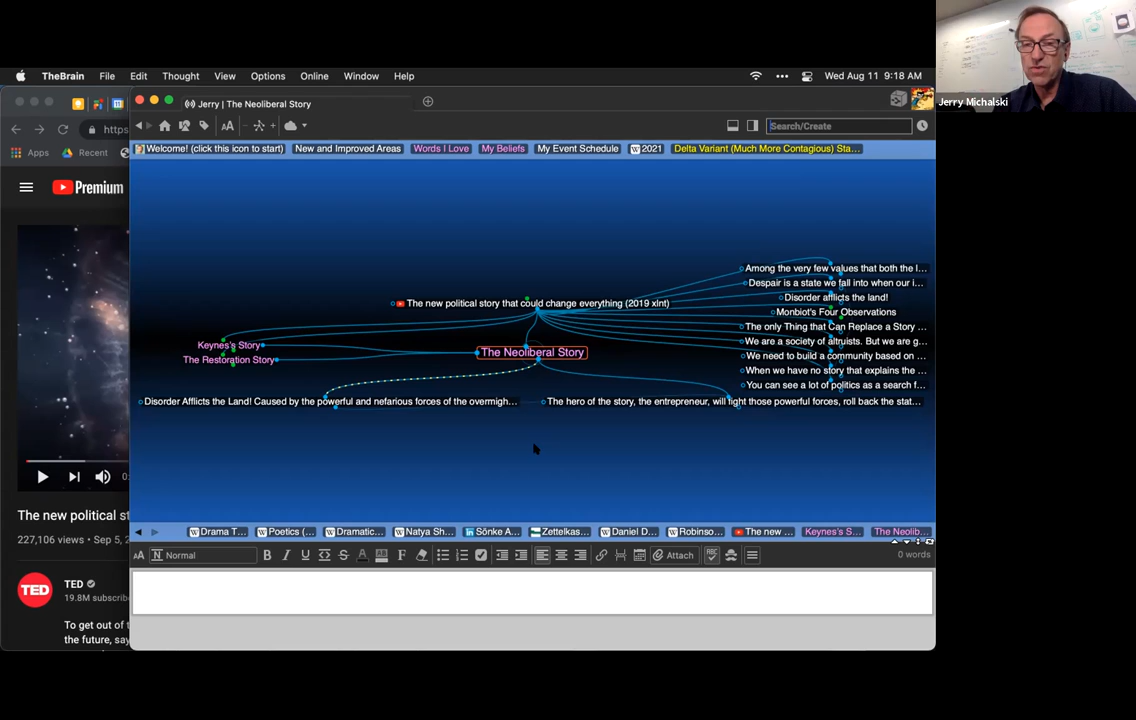 TheBrain File Edit Thought View Options Online Window Help Wed Aug 11 9:18 AM
Jerry Michalski
Jerry | The Neoliberal Story
https
Search/Create
Apps Recent
Welcome! (click this icon to start) New and Improved Areas Words I Love My Beliefs My Event Schedule 2021 Delta Variant (Much More Contagious) Sta...
Premium
Among the very few values that both the l...
Despair is a state we fall into when our i...
Disorder afflicts the land!
The new political story that could change everything (2019 xlnt)
Monbiot's Four Observations
The only Thing that Can Replace a Story ...
We are a society of altruists. But we are g...
Keynes's Story
The Neoliberal Story
We need to build a community based on ...
The Restoration Story
When we have no story that explains the ...
You can see a lot of politics as a search f...
Disorder Afflicts the Land! Caused by the powerful and nefarious forces of the overmigh...
The hero of the story, the entrepreneur, will fight those powerful forces, roll back the stat...
The new political st
Drama T... Poetics (... Dramatic... Natya Sh... Sönke A... Zettelkas... Daniel D... Robinso... The new ... Keynes's S... The Neolib...
227,106 views • Sep 5,
Normal B I U S A F Attach 0 words
TED
TED
19.8M subscribe
To get out of t
the future, say